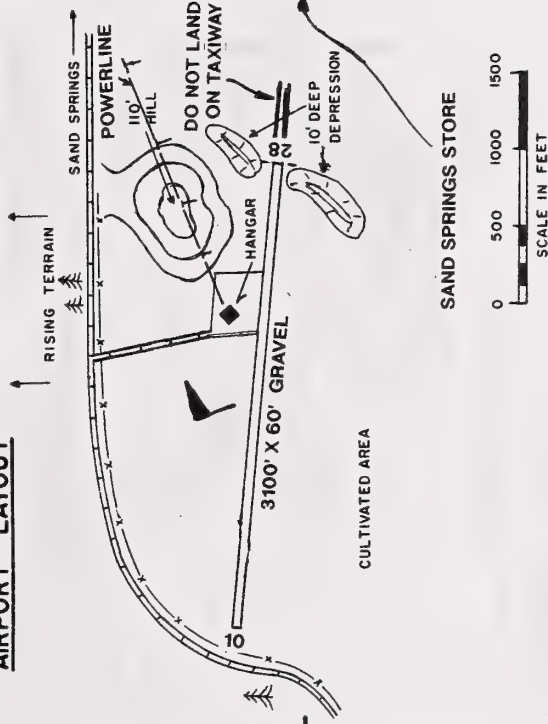 AIRPORT LAYOUT
RISING TERRAIN
SAND SPRINGS
POWERLINE
110'
HILL
DO NOT LAND
ON TAXIWAY
28
10' DEEP
DEPRESSION
HANGAR
3100' X 60' GRAVEL
10
CULTIVATED AREA
SAND SPRINGS STORE
0 500 1000 1500
SCALE IN FEET